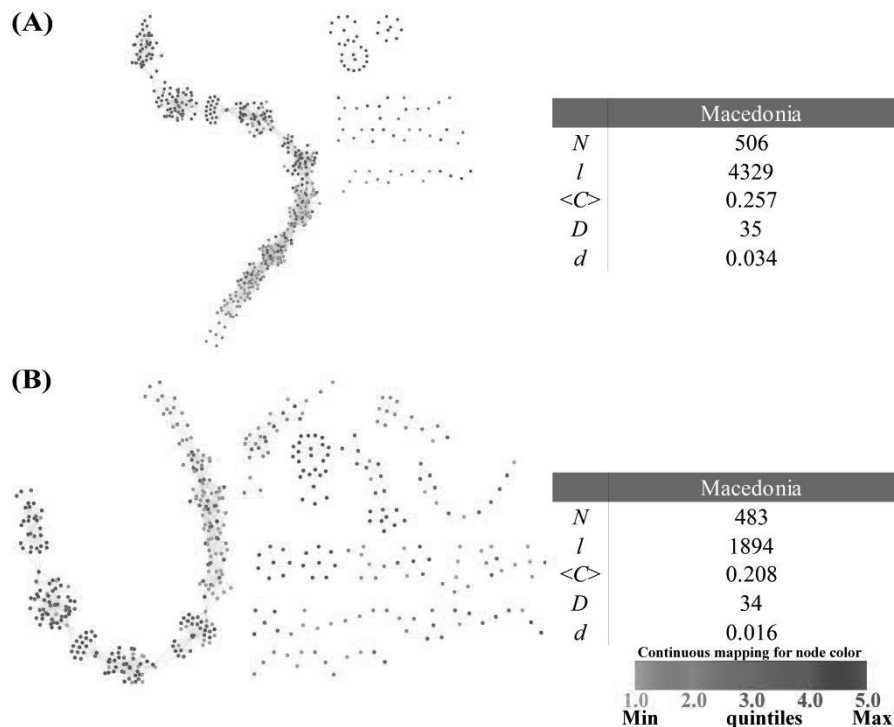 (A)
Macedonia
N 506
l 4329
<C> 0.257
D 35
d 0.034
(B)
Macedonia
N 483
l 1894
<C> 0.208
D 34
d 0.016
Continuous mapping for node color
1.0 2.0 3.0 4.0 5.0
Min quintiles Max